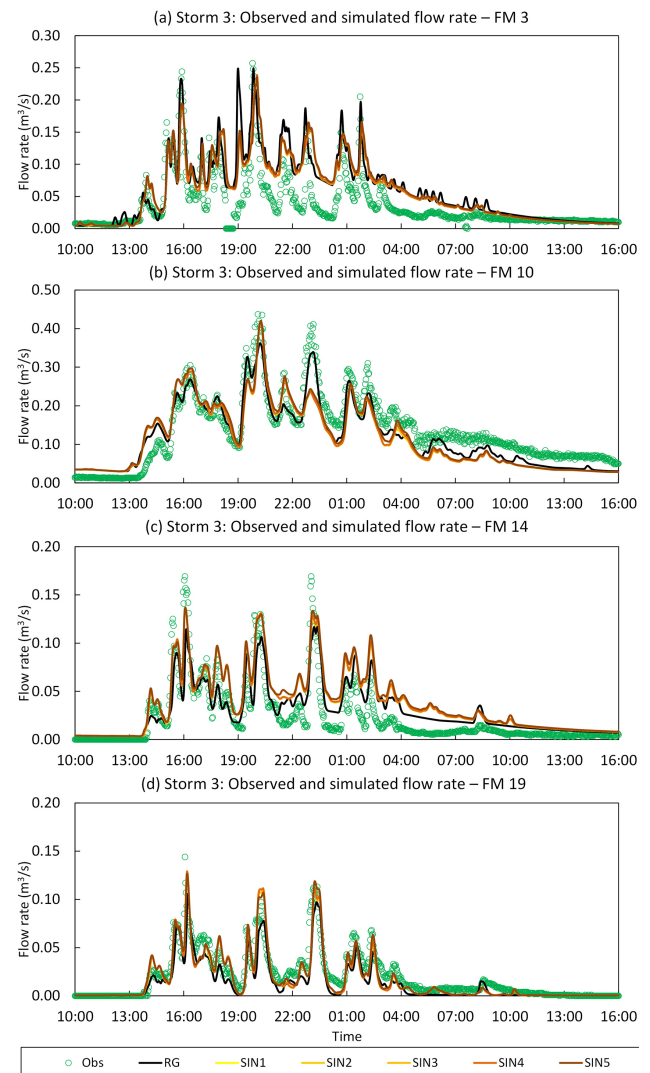 (a) Storm 3: Observed and simulated flow rate – FM 3
Flow rate (m³/s)
0.30
0.25
0.20
0.15
0.10
0.05
0.00
10:00 13:00 16:00 19:00 22:00 01:00 04:00 07:00 10:00 13:00 16:00
(b) Storm 3: Observed and simulated flow rate – FM 10
Flow rate (m³/s)
0.50
0.40
0.30
0.20
0.10
0.00
10:00 13:00 16:00 19:00 22:00 01:00 04:00 07:00 10:00 13:00 16:00
(c) Storm 3: Observed and simulated flow rate – FM 14
Flow rate (m³/s)
0.20
0.15
0.10
0.05
0.00
10:00 13:00 16:00 19:00 22:00 01:00 04:00 07:00 10:00 13:00 16:00
(d) Storm 3: Observed and simulated flow rate – FM 19
Flow rate (m³/s)
0.20
0.15
0.10
0.05
0.00
10:00 13:00 16:00 19:00 22:00 01:00 04:00 07:00 10:00 13:00 16:00
Time
Obs RG SIN1 SIN2 SIN3 SIN4 SIN5